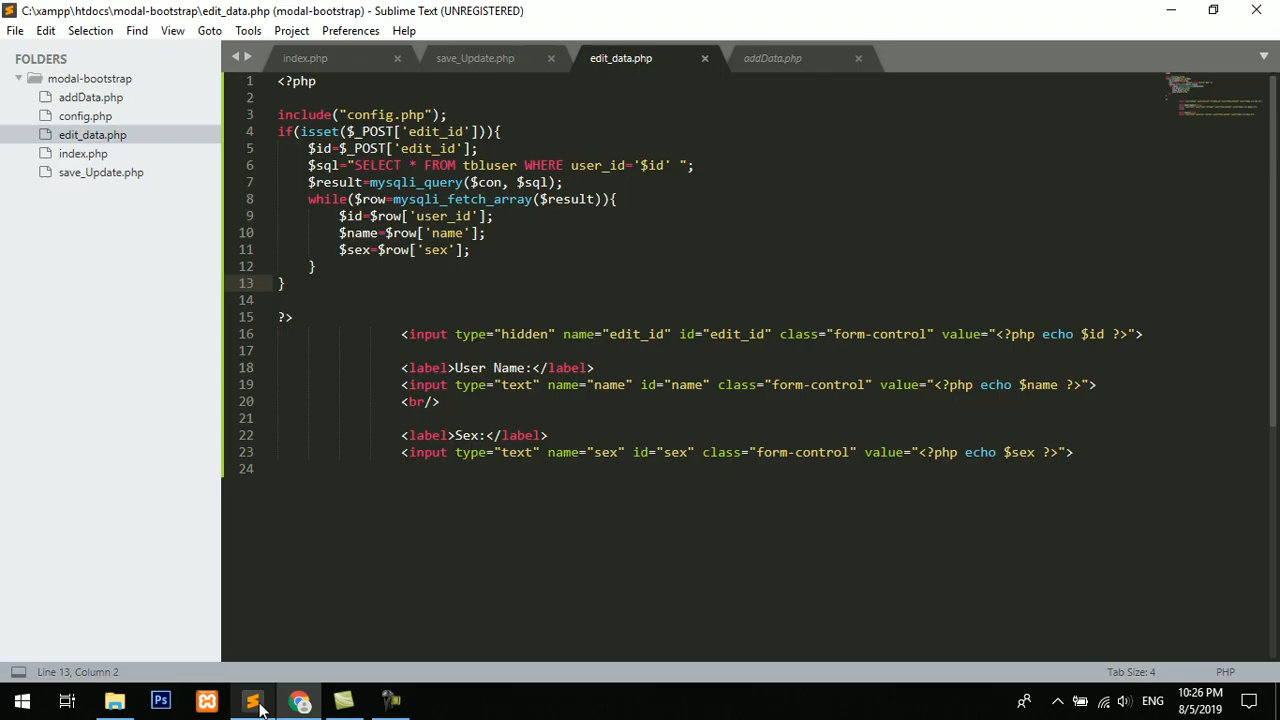 C:\xampp\htdocs\modal-bootstrap\edit_data.php (modal-bootstrap) - Sublime Text (UNREGISTERED)
File Edit Selection Find View Goto Tools Project Preferences Help
FOLDERS
modal-bootstrap
addData.php
config.php
edit_data.php
index.php
save_Update.php
index.php save_Update.php edit_data.php addData.php
1 <?php
2
3 include("config.php");
4 if(isset($_POST['edit_id'])){
5 $id=$_POST['edit_id'];
6 $sql="SELECT * FROM tbluser WHERE user_id='$id' ";
7 $result=mysqli_query($con, $sql);
8 while($row=mysqli_fetch_array($result)){
9 $id=$row['user_id'];
10 $name=$row['name'];
11 $sex=$row['sex'];
12 }
13 }
14
15 ?>
16 <input type="hidden" name="edit_id" id="edit_id" class="form-control" value="<?php echo $id ?>">
17
18 <label>User Name:</label>
19 <input type="text" name="name" id="name" class="form-control" value="<?php echo $name ?>">
20 <br/>
21
22 <label>Sex:</label>
23 <input type="text" name="sex" id="sex" class="form-control" value="<?php echo $sex ?>">
24
Line 13, Column 2 Tab Size: 4 PHP
Ps
ENG
10:26 PM
8/5/2019